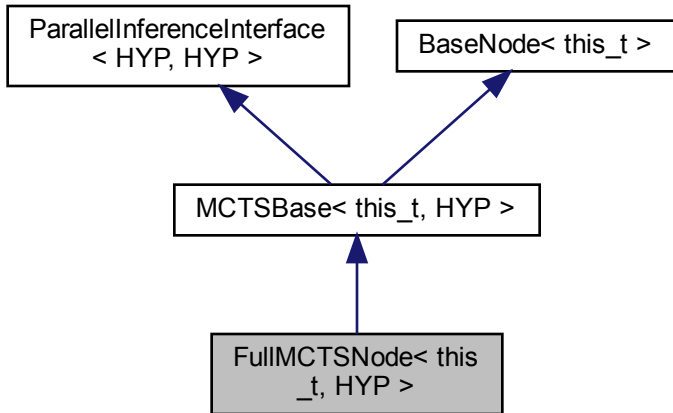 ParallelInferenceInterface
< HYP, HYP >
BaseNode< this_t >
MCTSBase< this_t, HYP >
FullMCTSNode< this
_t, HYP >